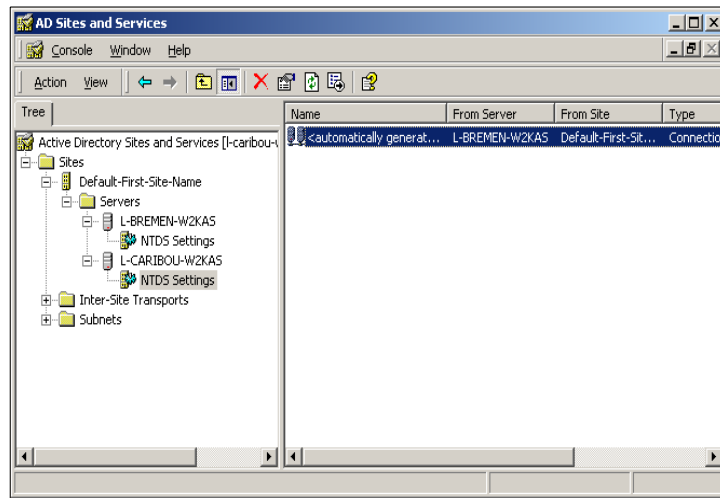 AD Sites and Services
Console Window Help
Action View
Tree
Name From Server From Site Type
Active Directory Sites and Services [l-caribou-
<automatically generat... L-BREMEN-W2KAS Default-First-Sit... Connectio
Sites
Default-First-Site-Name
Servers
L-BREMEN-W2KAS
NTDS Settings
L-CARIBOU-W2KAS
NTDS Settings
Inter-Site Transports
Subnets